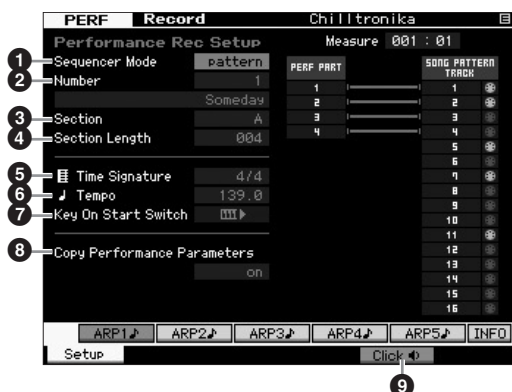 PERF Record Chilltronika
Performance Rec Setup Measure 001 : 01
1 Sequencer Mode pattern
2 Number 1
Someday
3 Section A
4 Section Length 004
5 Time Signature 4/4
6 Tempo 139.0
7 Key On Start Switch
8 Copy Performance Parameters
on
PERF PART
1
2
3
4
SONG PATTERN
TRACK
1
2
3
4
5
6
7
8
9
10
11
12
13
14
15
16
ARP1 ARP2 ARP3 ARP4 ARP5 INFO
Setup Click
9